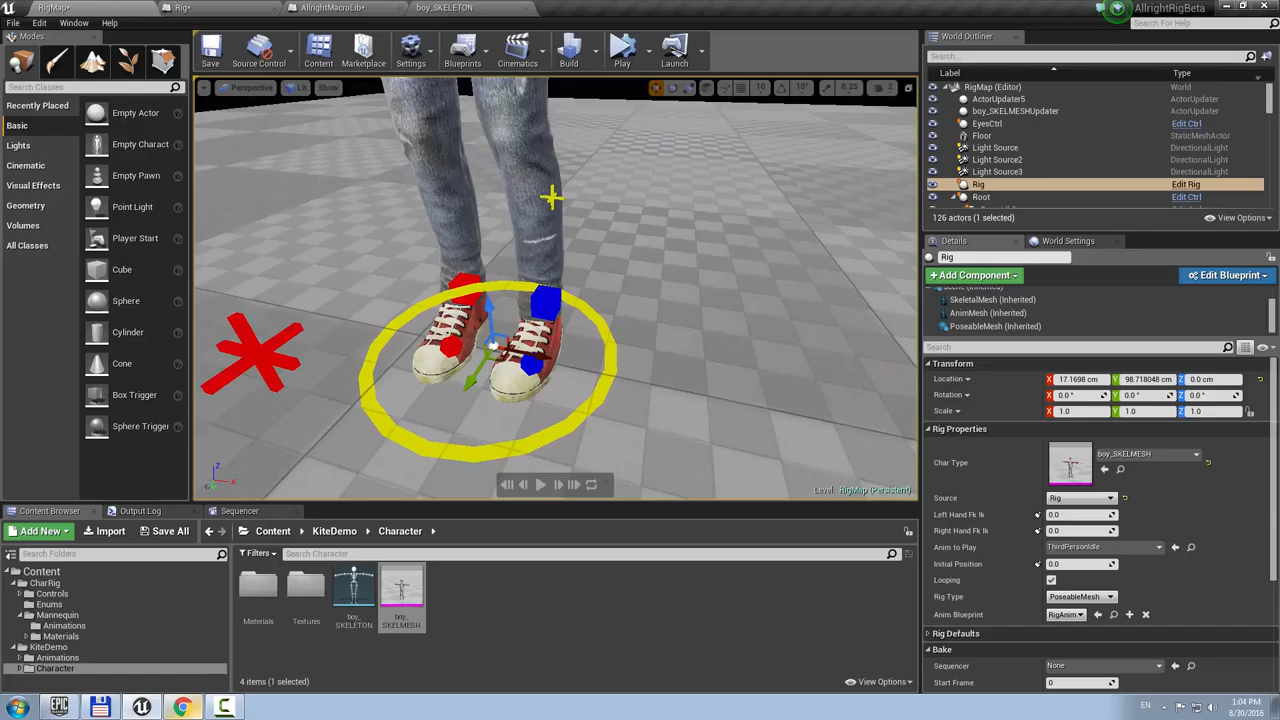 RigMap*
Rig*
AllrightMacroLib*
boy_SKELETON
AllrightRigBeta
File Edit Window Help
Search For Help
Modes
Search Classes
Recently Placed
Basic
Lights
Cinematic
Visual Effects
Geometry
Volumes
All Classes
Empty Actor
Empty Charact
Empty Pawn
Point Light
Player Start
Cube
Sphere
Cylinder
Cone
Box Trigger
Sphere Trigger
Save
Source Control
Content
Marketplace
Settings
Blueprints
Cinematics
Build
Play
Launch
Perspective Lit Show
10 10° 0.25 2
Level: RigMap (Persistent)
World Outliner
Search...
Label Type
RigMap (Editor) World
ActorUpdater5 ActorUpdater
boy_SKELMESHUpdater ActorUpdater
EyesCtrl Edit Ctrl
Floor StaticMeshActor
Light Source DirectionalLight
Light Source2 DirectionalLight
Light Source3 DirectionalLight
Rig Edit Rig
Root Edit Ctrl
126 actors (1 selected) View Options
Details World Settings
Rig
+ Add Component Edit Blueprint
Scene (Inherited)
SkeletalMesh (Inherited)
AnimMesh (Inherited)
PoseableMesh (Inherited)
Search
Transform
Location X 17.1698 cm Y 98.718048 cm Z 0.0 cm
Rotation X 0.0 ° Y 0.0 ° Z 0.0 °
Scale X 1.0 Y 1.0 Z 1.0
Rig Properties
Char Type boy_SKELMESH
Source Rig
Left Hand Fk Ik 0.0
Right Hand Fk Ik 0.0
Anim to Play ThirdPersonIdle
Initial Position 0.0
Looping
Rig Type PoseableMesh
Anim Blueprint RigAnim
Rig Defaults
Bake
Sequencer None
Start Frame 0
Content Browser Output Log Sequencer
Add New Import Save All Content KiteDemo Character
Search Folders
Filters Search Character
Content
CharRig
Controls
Enums
Mannequin
Animations
Materials
KiteDemo
Animations
Character
Materials
Textures
boy_
SKELETON
boy_
SKELMESH
4 items (1 selected) View Options
EPIC
EN
1:04 PM
8/30/2016